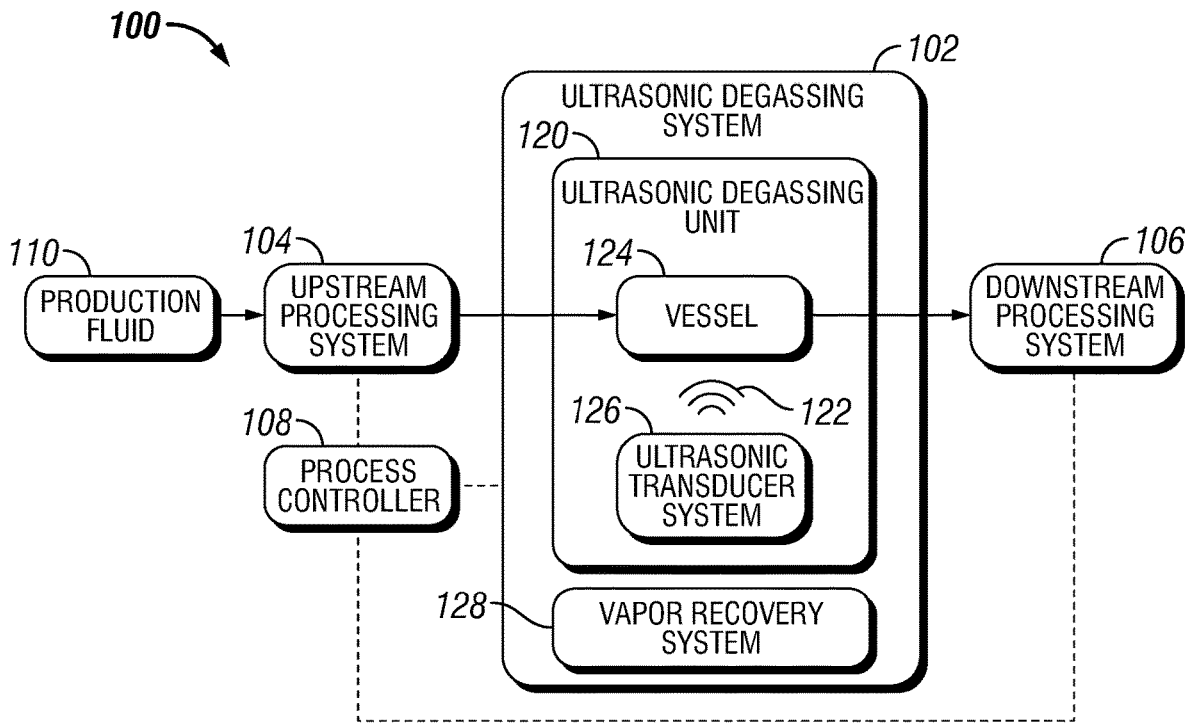 100
102
ULTRASONIC DEGASSING
SYSTEM
120
ULTRASONIC DEGASSING
UNIT
110
PRODUCTION
FLUID
104
UPSTREAM
PROCESSING
SYSTEM
124
VESSEL
106
DOWNSTREAM
PROCESSING
SYSTEM
122
108
PROCESS
CONTROLLER
126
ULTRASONIC
TRANSDUCER
SYSTEM
128
VAPOR RECOVERY
SYSTEM